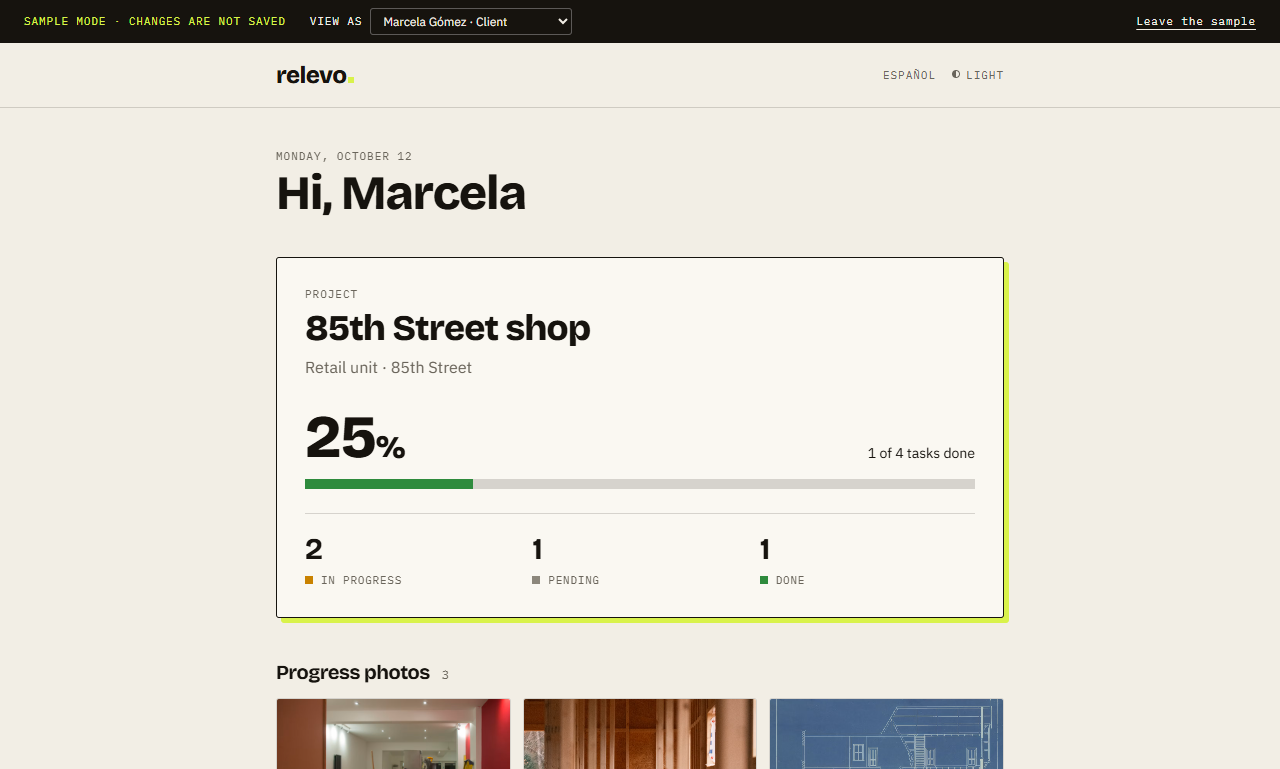 SAMPLE MODE · CHANGES ARE NOT SAVED VIEW AS Marcela Gómez · Client Leave the sample
relevo. ESPAÑOL LIGHT
MONDAY, OCTOBER 12
Hi, Marcela
PROJECT
85th Street shop
Retail unit · 85th Street
25% 1 of 4 tasks done
2 1 1
IN PROGRESS PENDING DONE
Progress photos 3